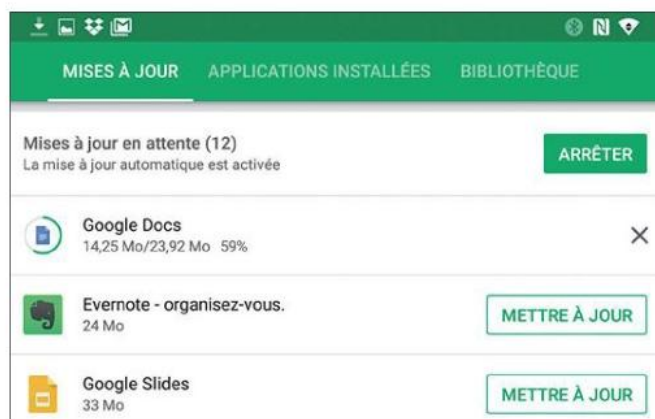 MISES À JOUR APPLICATIONS INSTALLÉES BIBLIOTHÈQUE
Mises à jour en attente (12)
La mise à jour automatique est activée
ARRÊTER
Google Docs
14,25 Mo/23,92 Mo 59%
Evernote - organisez-vous.
24 Mo
METTRE À JOUR
Google Slides
33 Mo
METTRE À JOUR